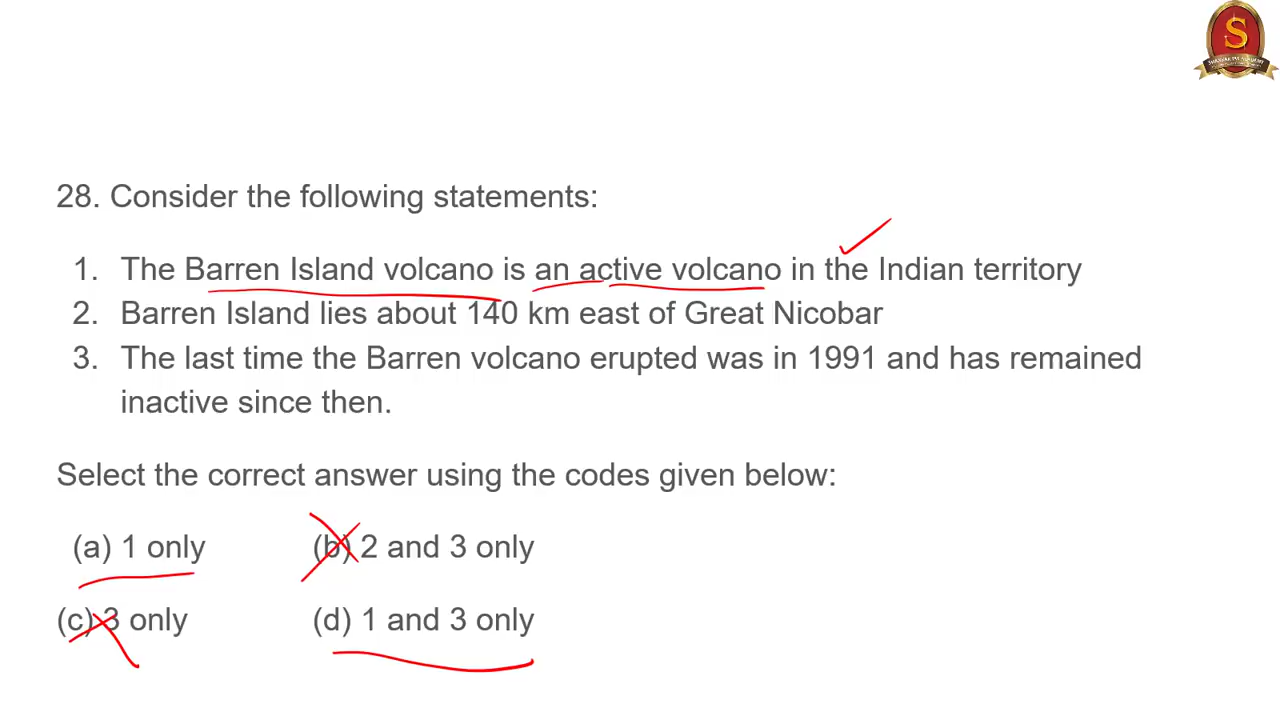 S
28. Consider the following statements:
1. The Barren Island volcano is an active volcano in the Indian territory
2. Barren Island lies about 140 km east of Great Nicobar
3. The last time the Barren volcano erupted was in 1991 and has remained
inactive since then.
Select the correct answer using the codes given below:
(a) 1 only (b) 2 and 3 only
(c) 3 only (d) 1 and 3 only